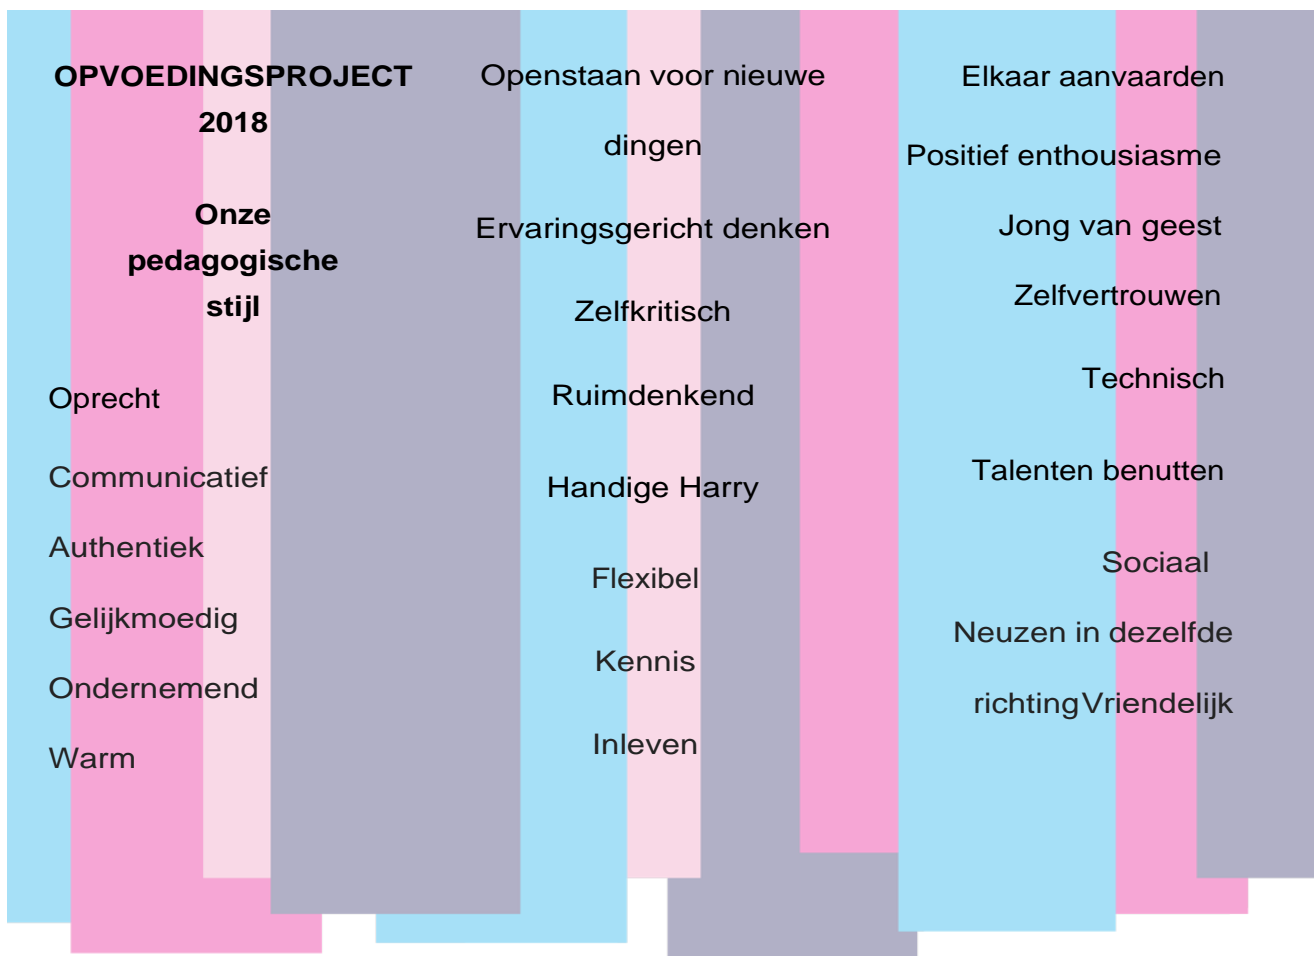 OPVOEDINGSPROJECT
2018
Onze
pedagogische
stijl
Oprecht
Communicatief
Authentiek
Gelijkmoedig
Ondernemend
Warm
Openstaan voor nieuwe
dingen
Ervaringsgericht denken
Zelfkritisch
Ruimdenkend
Handige Harry
Flexibel
Kennis
Inleven
Elkaar aanvaarden
Positief enthousiasme
Jong van geest
Zelfvertrouwen
Technisch
Talenten benutten
Sociaal
Neuzen in dezelfde
richtingVriendelijk